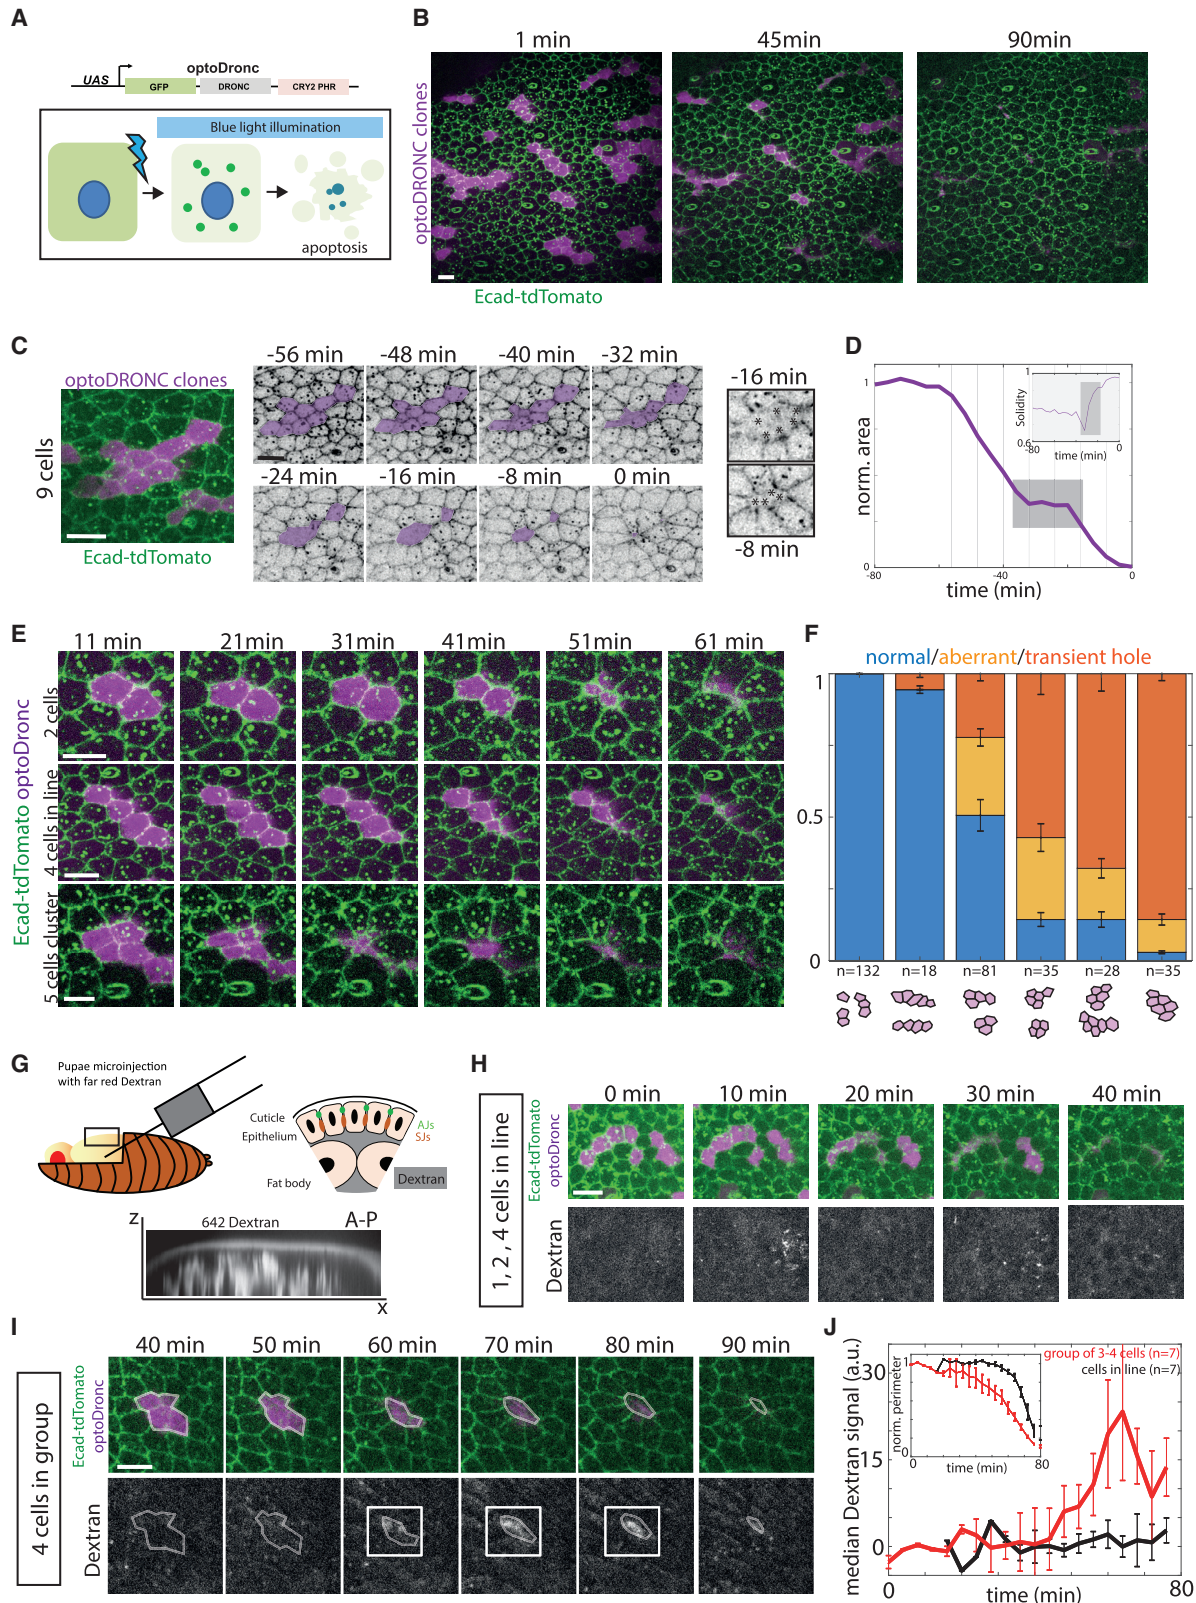 A
optoDronc
UAS
GFP
DRONC
CRY2 PHR
Blue light illumination
apoptosis
B
1 min
45min
90min
optoDRONC clones
Ecad-tdTomato
C
optoDRONC clones
9 cells
Ecad-tdTomato
-56 min
-48 min
-40 min
-32 min
-24 min
-16 min
-8 min
0 min
-16 min
-8 min
D
norm. area
1
0
-80
-40
0
time (min)
Solidity
1
0.6
-80
0
time (min)
E
11 min
21min
31min
41min
51min
61 min
Ecad-tdTomato optoDronc
2 cells
4 cells in line
5 cells cluster
F
normal/aberrant/transient hole
1
0.5
0
n=132
n=18
n=81
n=35
n=28
n=35
G
Pupae microinjection
with far red Dextran
Cuticle
Epithelium
Fat body
AJs
SJs
Dextran
Z
642 Dextran
A-P
X
H
1, 2 , 4 cells in line
Ecad-tdTomato
optoDronc
Dextran
0 min
10 min
20 min
30 min
40 min
I
4 cells in group
Ecad-tdTomato
optoDronc
Dextran
40 min
50 min
60 min
70 min
80 min
90 min
J
median Dextran signal (a.u.)
30
15
0
0
80
time (min)
group of 3-4 cells (n=7)
cells in line (n=7)
norm. perimeter
1
0
0
80
time (min)